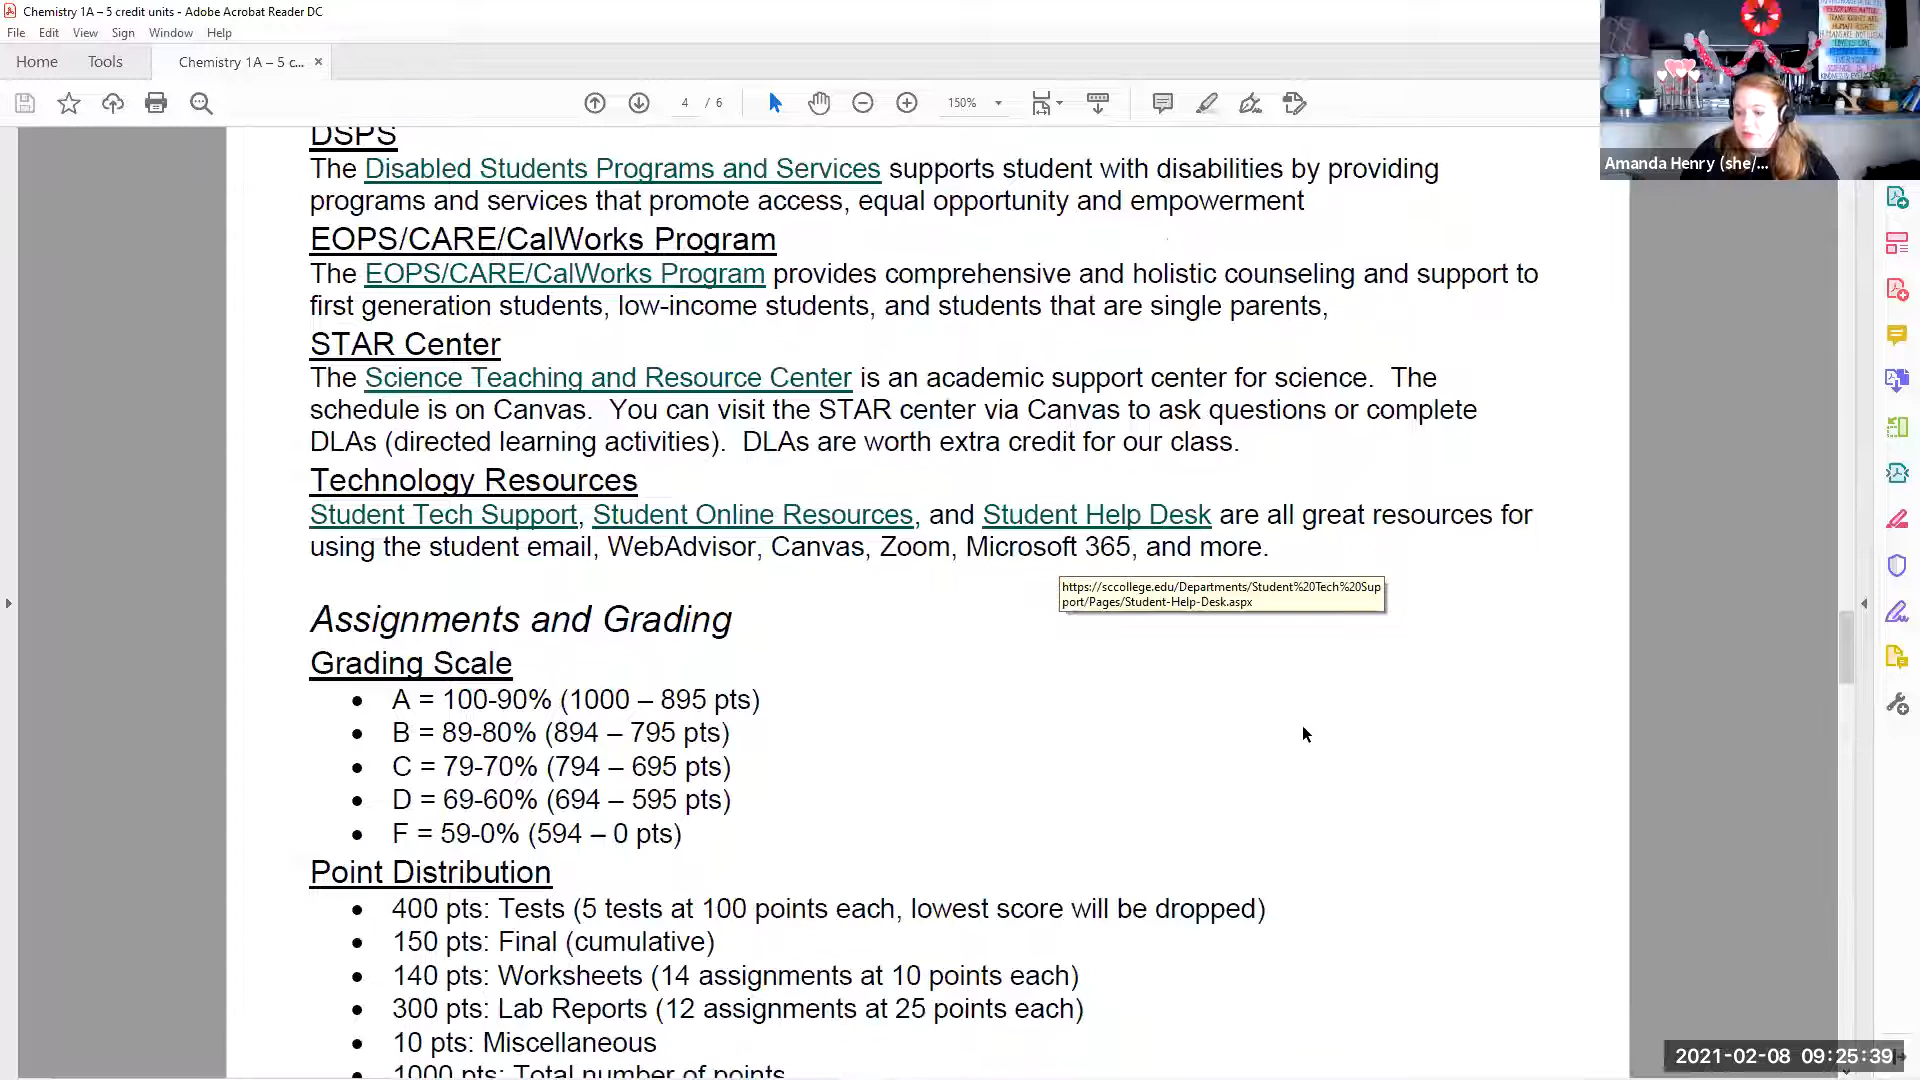 Chemistry 1A – 5 credit units - Adobe Acrobat Reader DC
File Edit View Sign Window Help
Home Tools Chemistry 1A – 5 c... ×
4 / 6 150%
Amanda Henry (she/...
DSPS
The Disabled Students Programs and Services supports student with disabilities by providing
programs and services that promote access, equal opportunity and empowerment
EOPS/CARE/CalWorks Program
The EOPS/CARE/CalWorks Program provides comprehensive and holistic counseling and support to
first generation students, low-income students, and students that are single parents,
STAR Center
The Science Teaching and Resource Center is an academic support center for science. The
schedule is on Canvas. You can visit the STAR center via Canvas to ask questions or complete
DLAs (directed learning activities). DLAs are worth extra credit for our class.
Technology Resources
Student Tech Support, Student Online Resources, and Student Help Desk are all great resources for
using the student email, WebAdvisor, Canvas, Zoom, Microsoft 365, and more.
https://sccollege.edu/Departments/Student%20Tech%20Sup
port/Pages/Student-Help-Desk.aspx
Assignments and Grading
Grading Scale
• A = 100-90% (1000 – 895 pts)
• B = 89-80% (894 – 795 pts)
• C = 79-70% (794 – 695 pts)
• D = 69-60% (694 – 595 pts)
• F = 59-0% (594 – 0 pts)
Point Distribution
• 400 pts: Tests (5 tests at 100 points each, lowest score will be dropped)
• 150 pts: Final (cumulative)
• 140 pts: Worksheets (14 assignments at 10 points each)
• 300 pts: Lab Reports (12 assignments at 25 points each)
• 10 pts: Miscellaneous
• 1000 pts: Total number of points
2021-02-08 09:25:39